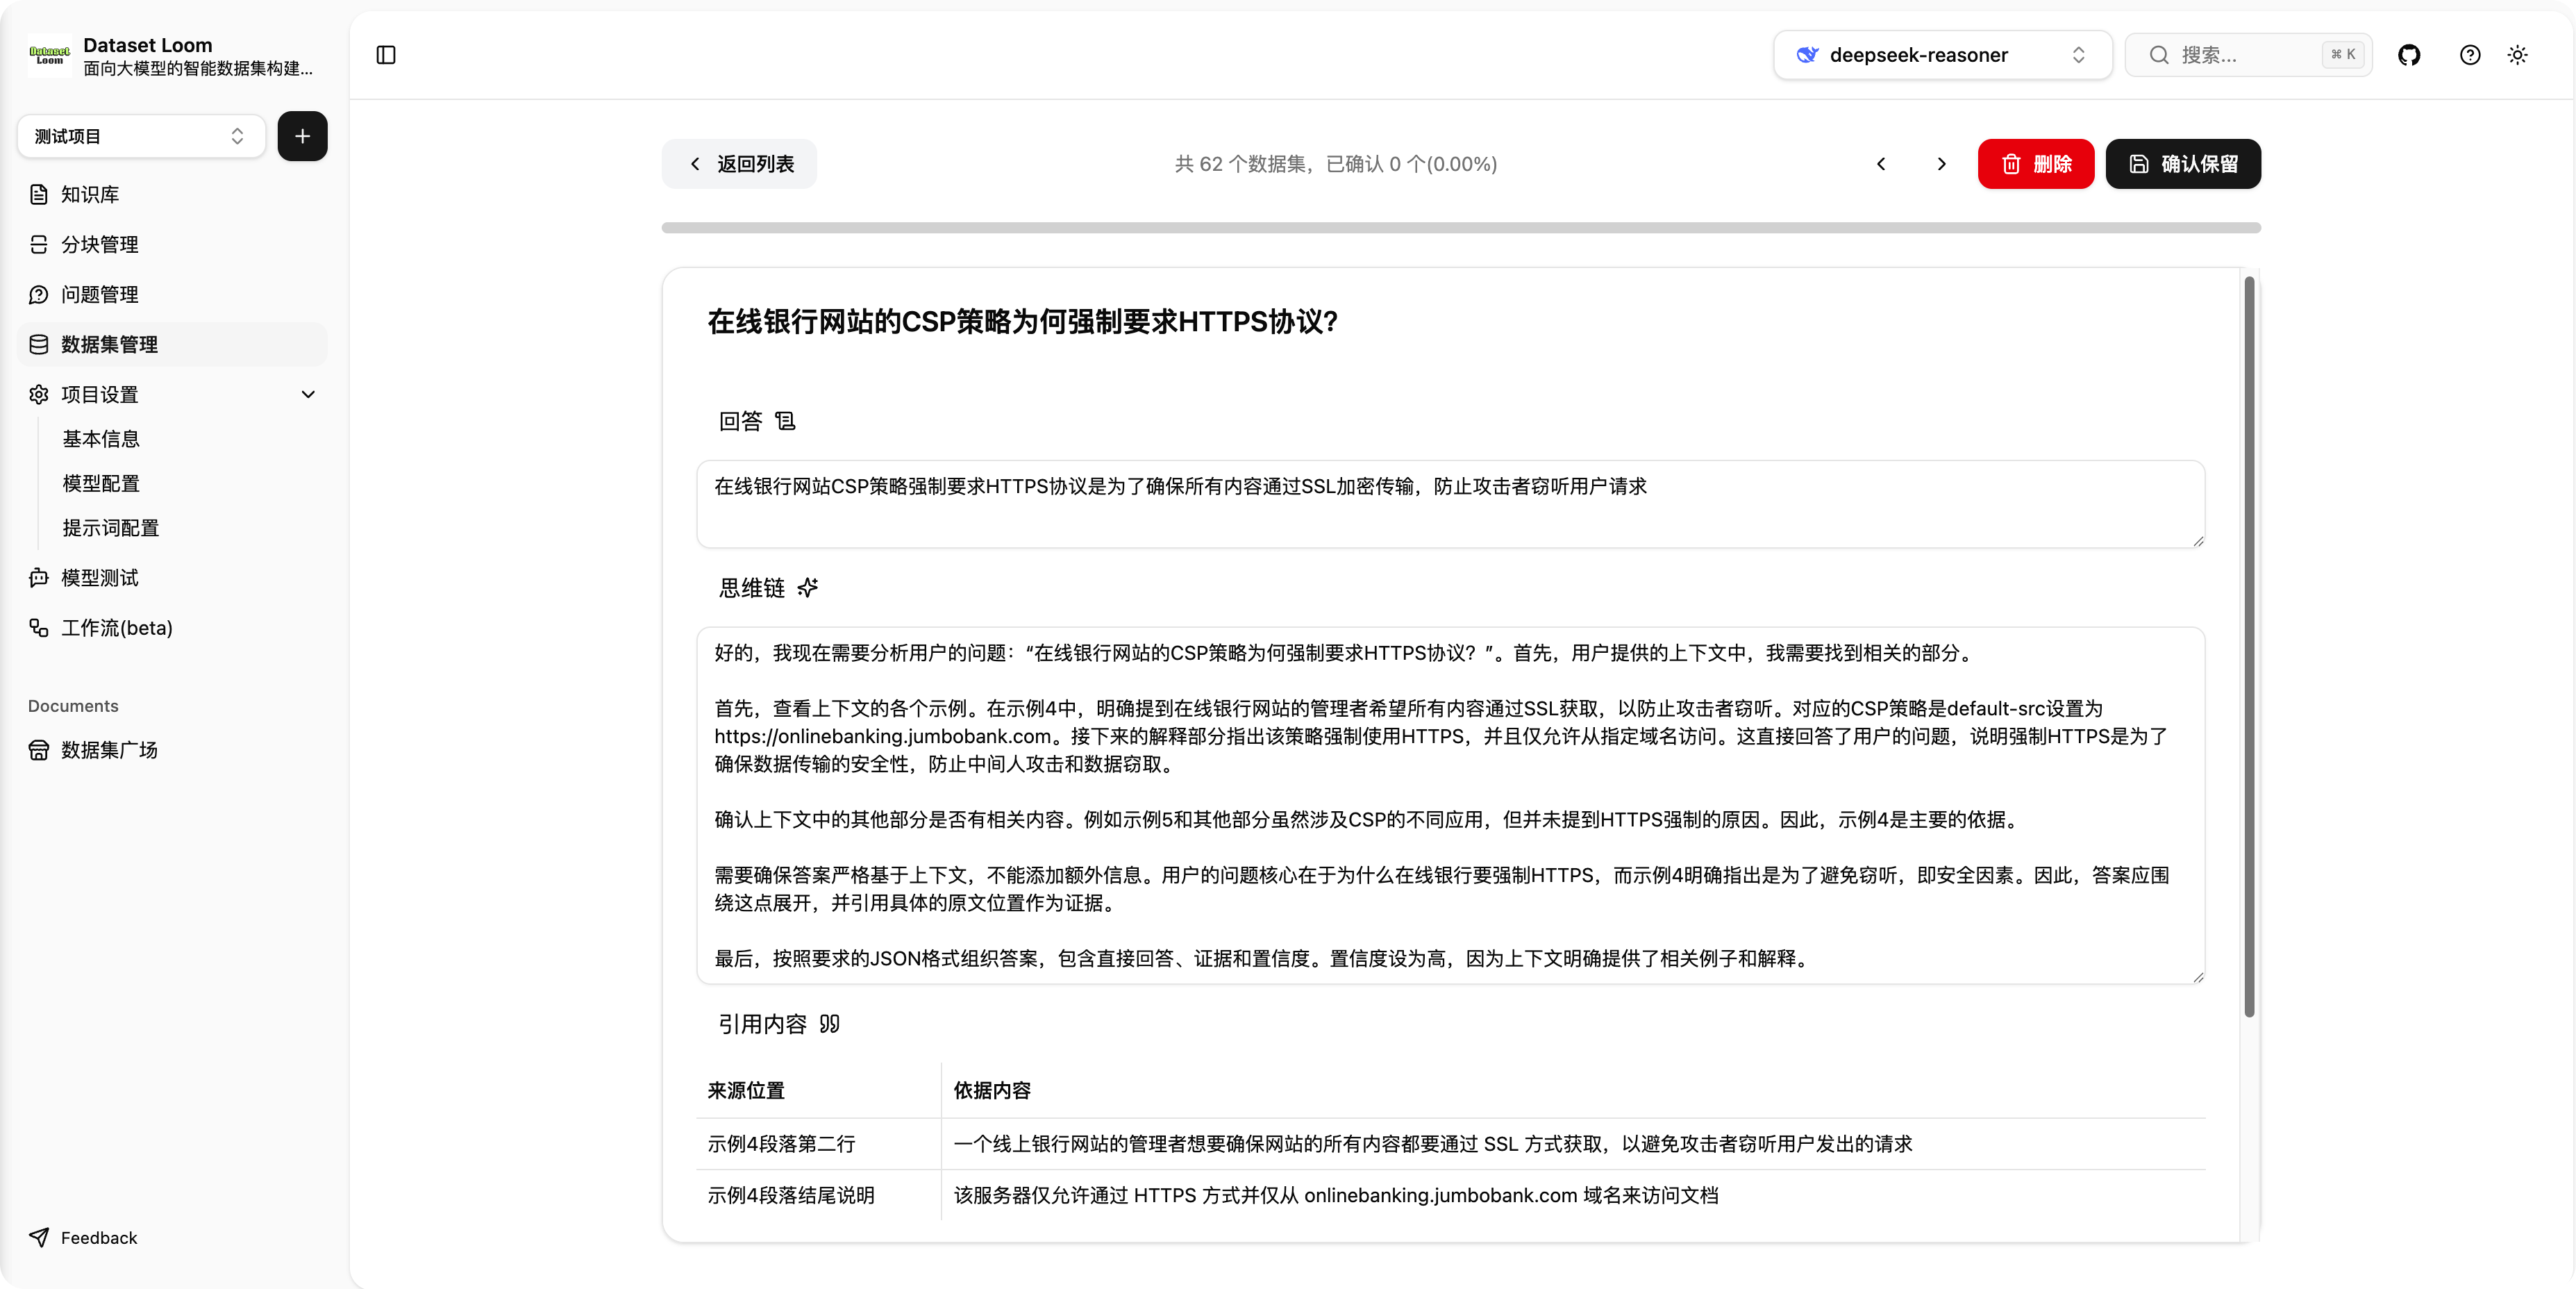 Dataset Loom
Dataset Loom
面向大模型的智能数据集构建...
测试项目
知识库
分块管理
问题管理
数据集管理
项目设置
基本信息
模型配置
提示词配置
模型测试
工作流(beta)
Documents
数据集广场
Feedback
deepseek-reasoner
搜索...
⌘ K
返回列表
共 62 个数据集，已确认 0 个(0.00%)
删除
确认保留
在线银行网站的CSP策略为何强制要求HTTPS协议?
回答
在线银行网站CSP策略强制要求HTTPS协议是为了确保所有内容通过SSL加密传输，防止攻击者窃听用户请求
思维链
好的，我现在需要分析用户的问题：“在线银行网站的CSP策略为何强制要求HTTPS协议？”。首先，用户提供的上下文中，我需要找到相关的部分。
首先，查看上下文的各个示例。在示例4中，明确提到在线银行网站的管理者希望所有内容通过SSL获取，以防止攻击者窃听。对应的CSP策略是default-src设置为
https://onlinebanking.jumbobank.com。接下来的解释部分指出该策略强制使用HTTPS，并且仅允许从指定域名访问。这直接回答了用户的问题，说明强制HTTPS是为了
确保数据传输的安全性，防止中间人攻击和数据窃取。
确认上下文中的其他部分是否有相关内容。例如示例5和其他部分虽然涉及CSP的不同应用，但并未提到HTTPS强制的原因。因此，示例4是主要的依据。
需要确保答案严格基于上下文，不能添加额外信息。用户的问题核心在于为什么在线银行要强制HTTPS，而示例4明确指出是为了避免窃听，即安全因素。因此，答案应围
绕这点展开，并引用具体的原文位置作为证据。
最后，按照要求的JSON格式组织答案，包含直接回答、证据和置信度。置信度设为高，因为上下文明确提供了相关例子和解释。
引用内容
来源位置 依据内容
示例4段落第二行 一个线上银行网站的管理者想要确保网站的所有内容都要通过 SSL 方式获取，以避免攻击者窃听用户发出的请求
示例4段落结尾说明 该服务器仅允许通过 HTTPS 方式并仅从 onlinebanking.jumbobank.com 域名来访问文档